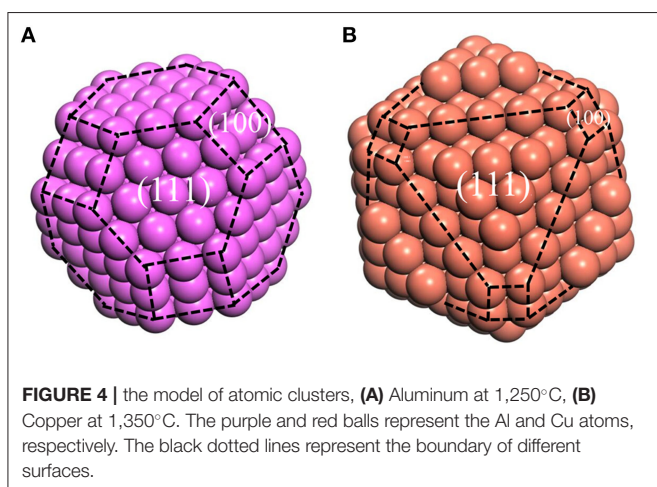 A
B
(100)
(100)
(111)
(111)
FIGURE 4 | the model of atomic clusters, (A) Aluminum at 1,250°C, (B)
Copper at 1,350°C. The purple and red balls represent the Al and Cu atoms,
respectively. The black dotted lines represent the boundary of different
surfaces.